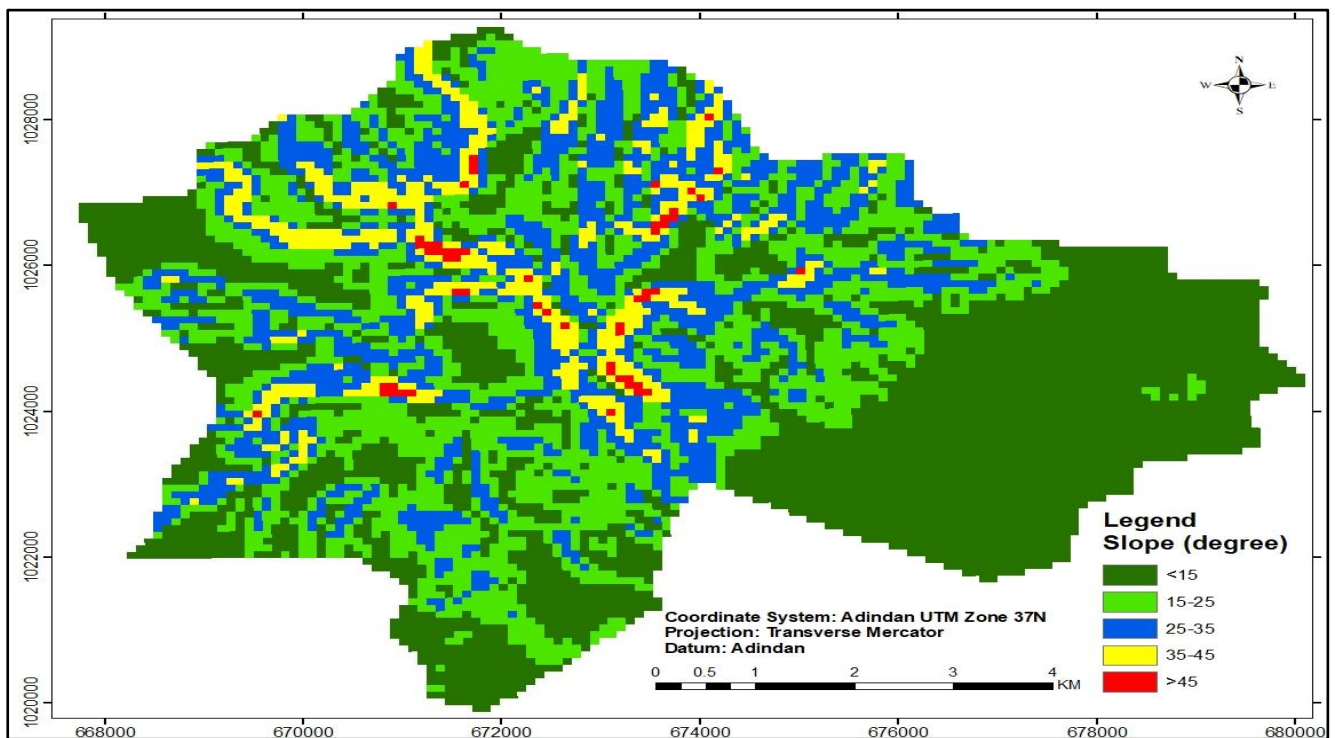 N
W E
S
1028000
1026000
1024000
1022000
1020000
Legend
Slope (degree)
<15
15-25
25-35
35-45
>45
Coordinate System: Adindan UTM Zone 37N
Projection: Transverse Mercator
Datum: Adindan
0 0.5 1 2 3 4
KM
668000 670000 672000 674000 676000 678000 680000